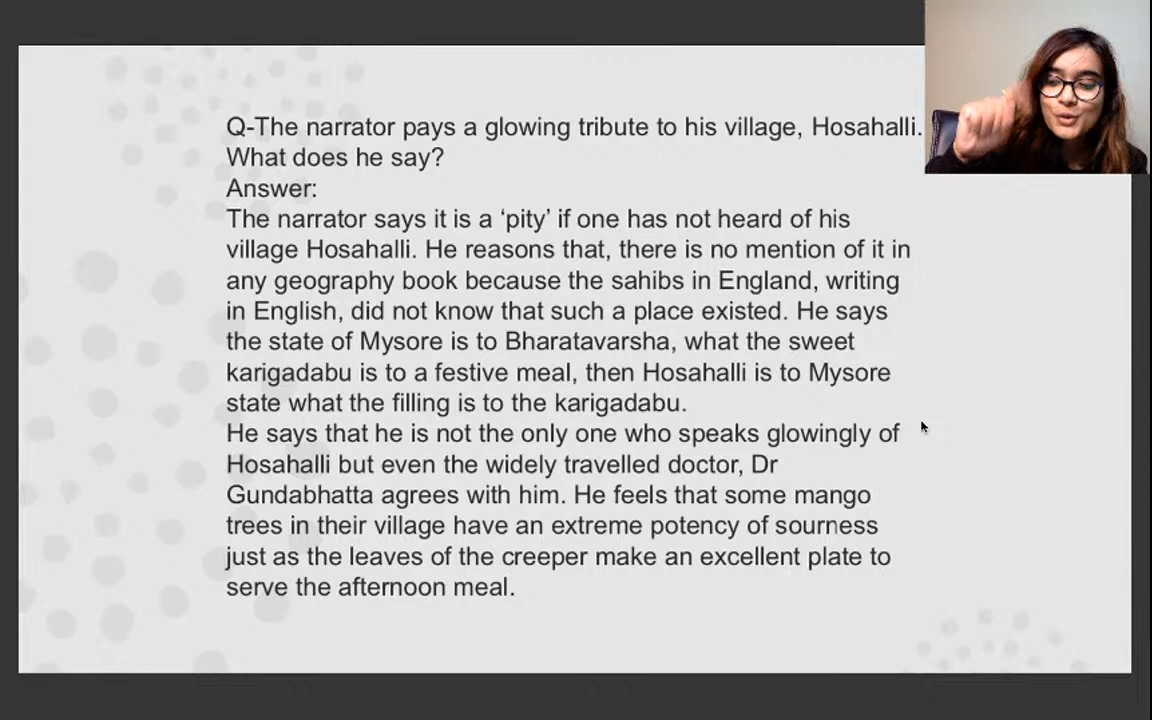 Q-The narrator pays a glowing tribute to his village, Hosahalli.
What does he say?
Answer:
The narrator says it is a ‘pity’ if one has not heard of his
village Hosahalli. He reasons that, there is no mention of it in
any geography book because the sahibs in England, writing
in English, did not know that such a place existed. He says
the state of Mysore is to Bharatavarsha, what the sweet
karigadabu is to a festive meal, then Hosahalli is to Mysore
state what the filling is to the karigadabu.
He says that he is not the only one who speaks glowingly of
Hosahalli but even the widely travelled doctor, Dr
Gundabhatta agrees with him. He feels that some mango
trees in their village have an extreme potency of sourness
just as the leaves of the creeper make an excellent plate to
serve the afternoon meal.